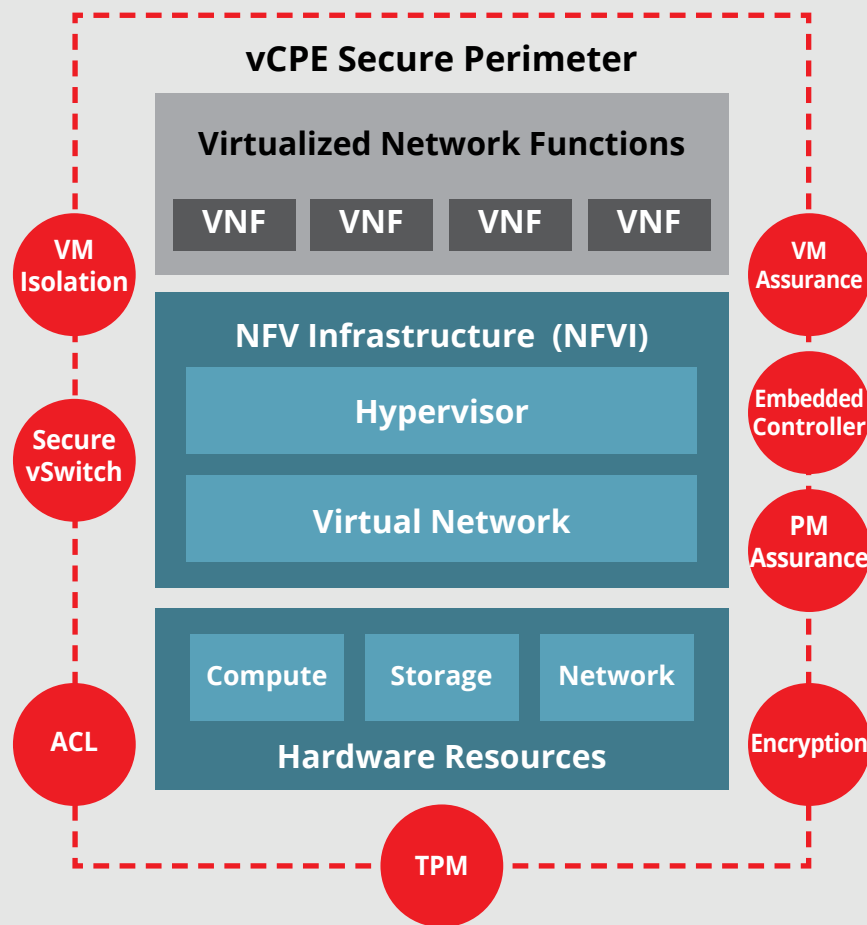 vCPE Secure Perimeter
Virtualized Network Functions
VNF VNF VNF VNF
VM
Isolation
VM
Assurance
NFV Infrastructure (NFVI)
Hypervisor
Embedded
Controller
Secure
vSwitch
Virtual Network
PM
Assurance
Compute Storage Network
ACL
Hardware Resources
Encryption
TPM